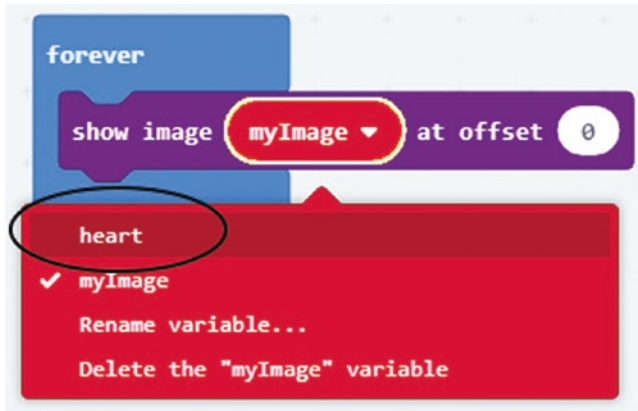 forever
show image myImage at offset 0
heart
myImage
Rename variable...
Delete the "myImage" variable